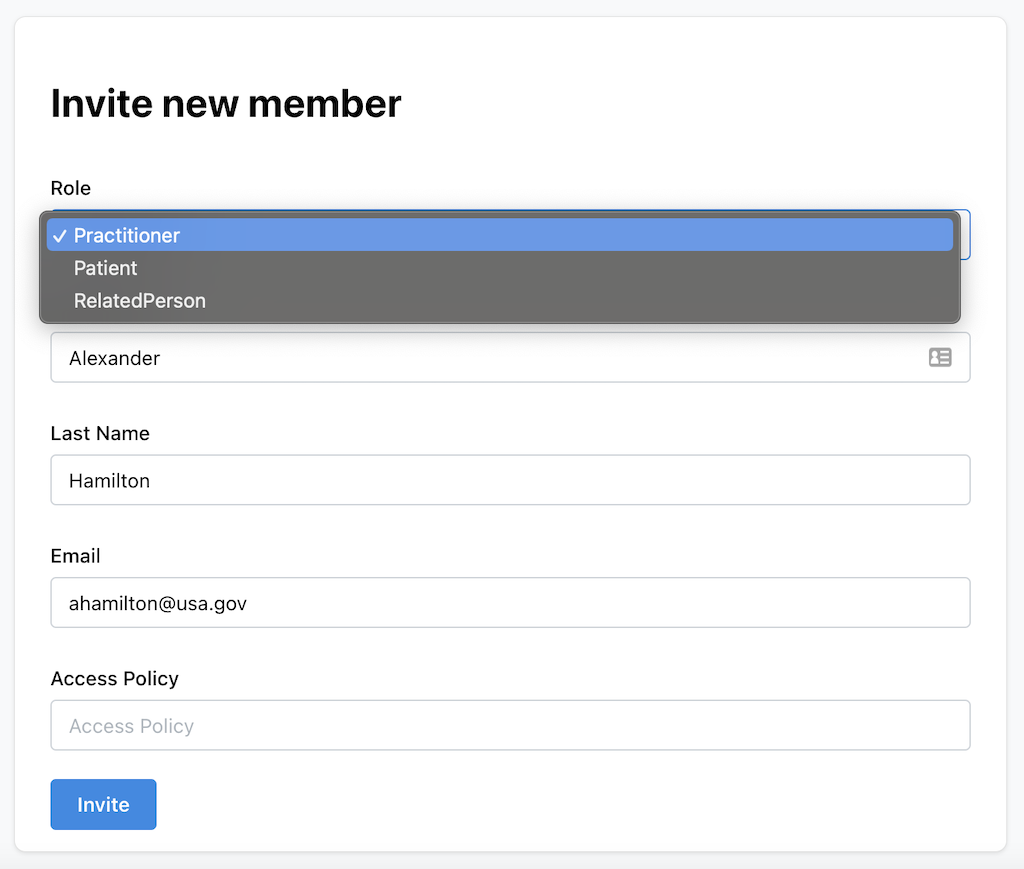 Invite new member
Role
✓ Practitioner
Patient
RelatedPerson
Alexander
Last Name
Hamilton
Email
ahamilton@usa.gov
Access Policy
Access Policy
Invite